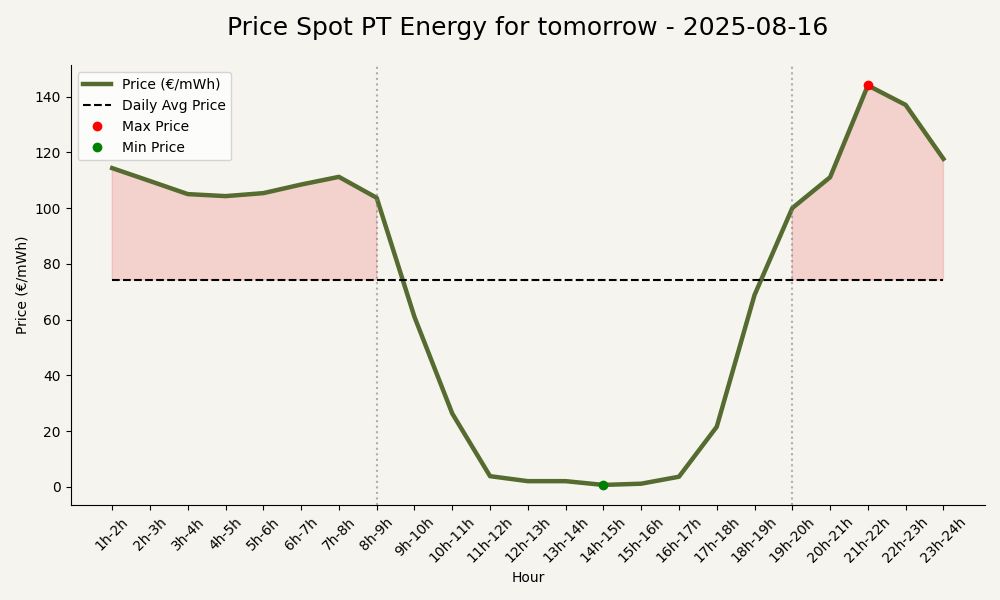 Price Spot PT Energy for tomorrow - 2025-08-16
Price (€/mWh)
Daily Avg Price
Max Price
Min Price
Price (€/mWh)
140
120
100
80
60
40
20
0
1h-2h
2h-3h
3h-4h
4h-5h
5h-6h
6h-7h
7h-8h
8h-9h
9h-10h
10h-11h
11h-12h
12h-13h
13h-14h
14h-15h
15h-16h
16h-17h
17h-18h
18h-19h
19h-20h
20h-21h
21h-22h
22h-23h
23h-24h
Hour